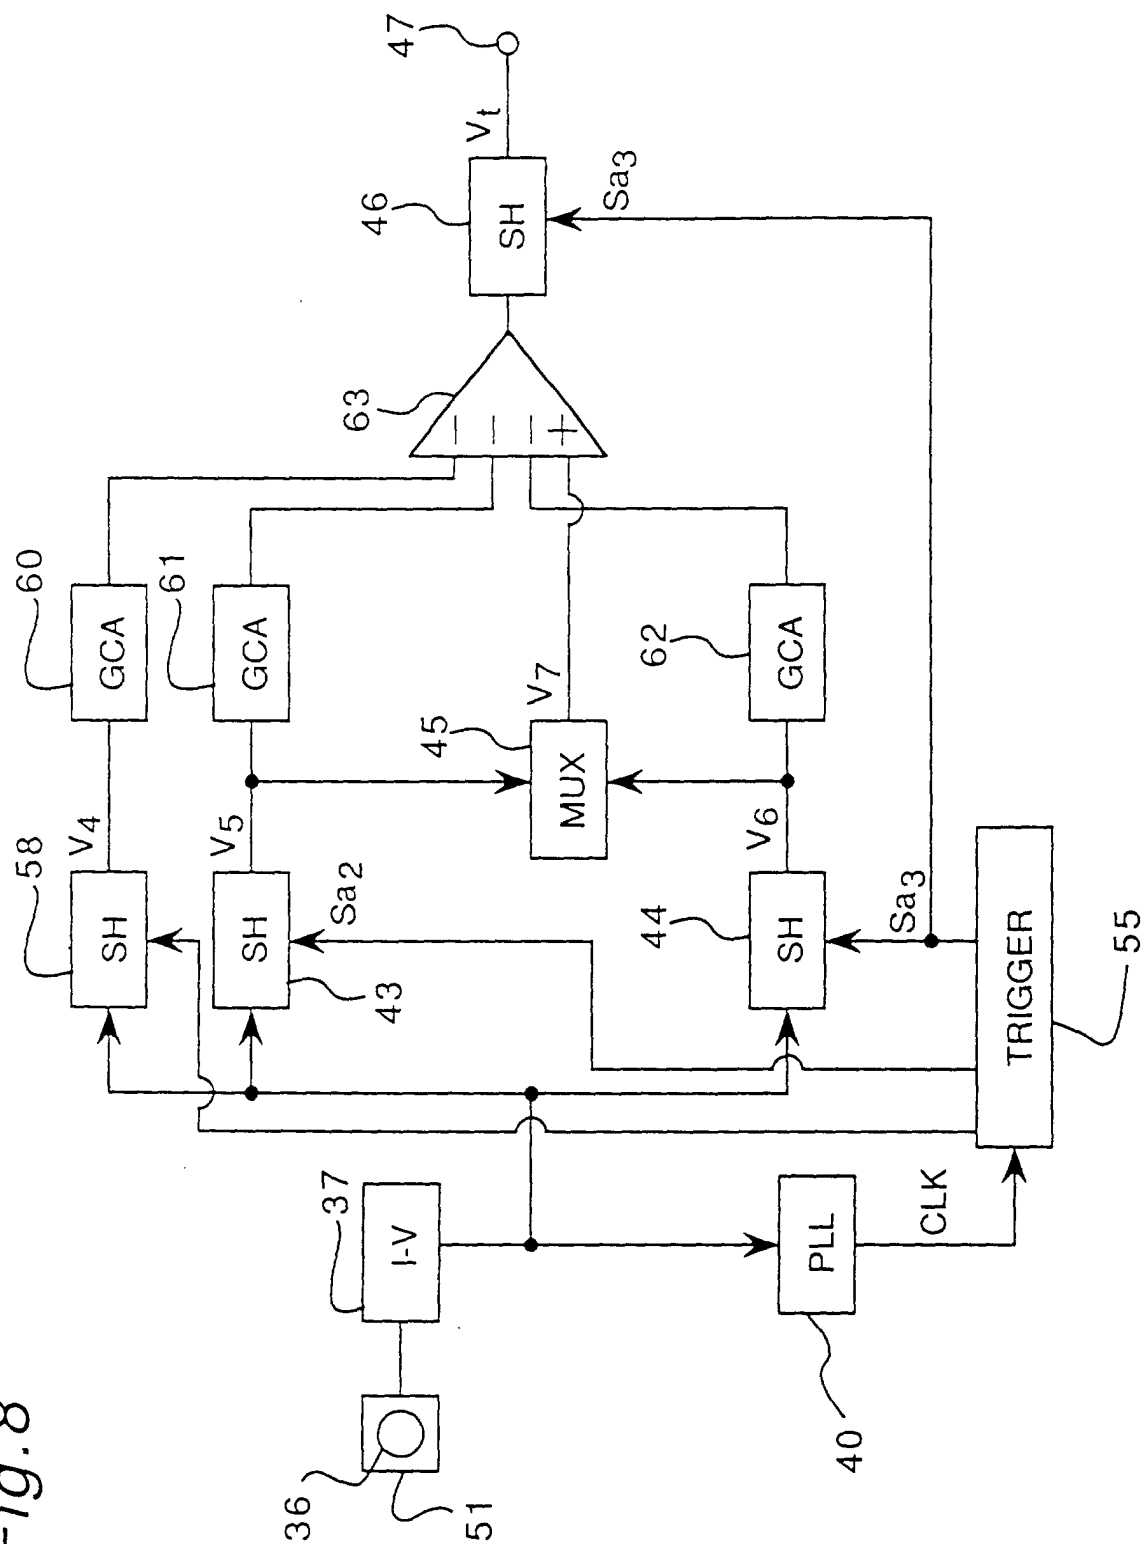 Fig.8
36
51
I-V
37
PLL
40
CLK
TRIGGER
55
SH
58
V4
SH
43
V5
Sa2
SH
44
V6
Sa3
GCA
60
GCA
61
MUX
45
V7
GCA
62
63
−
−
−
+
SH
46
Sa3
Vt
47